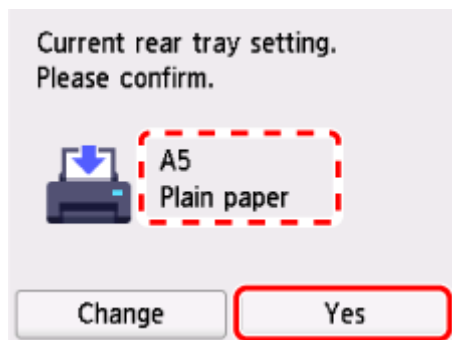 Current rear tray setting.
Please confirm.
A5
Plain paper
Change
Yes